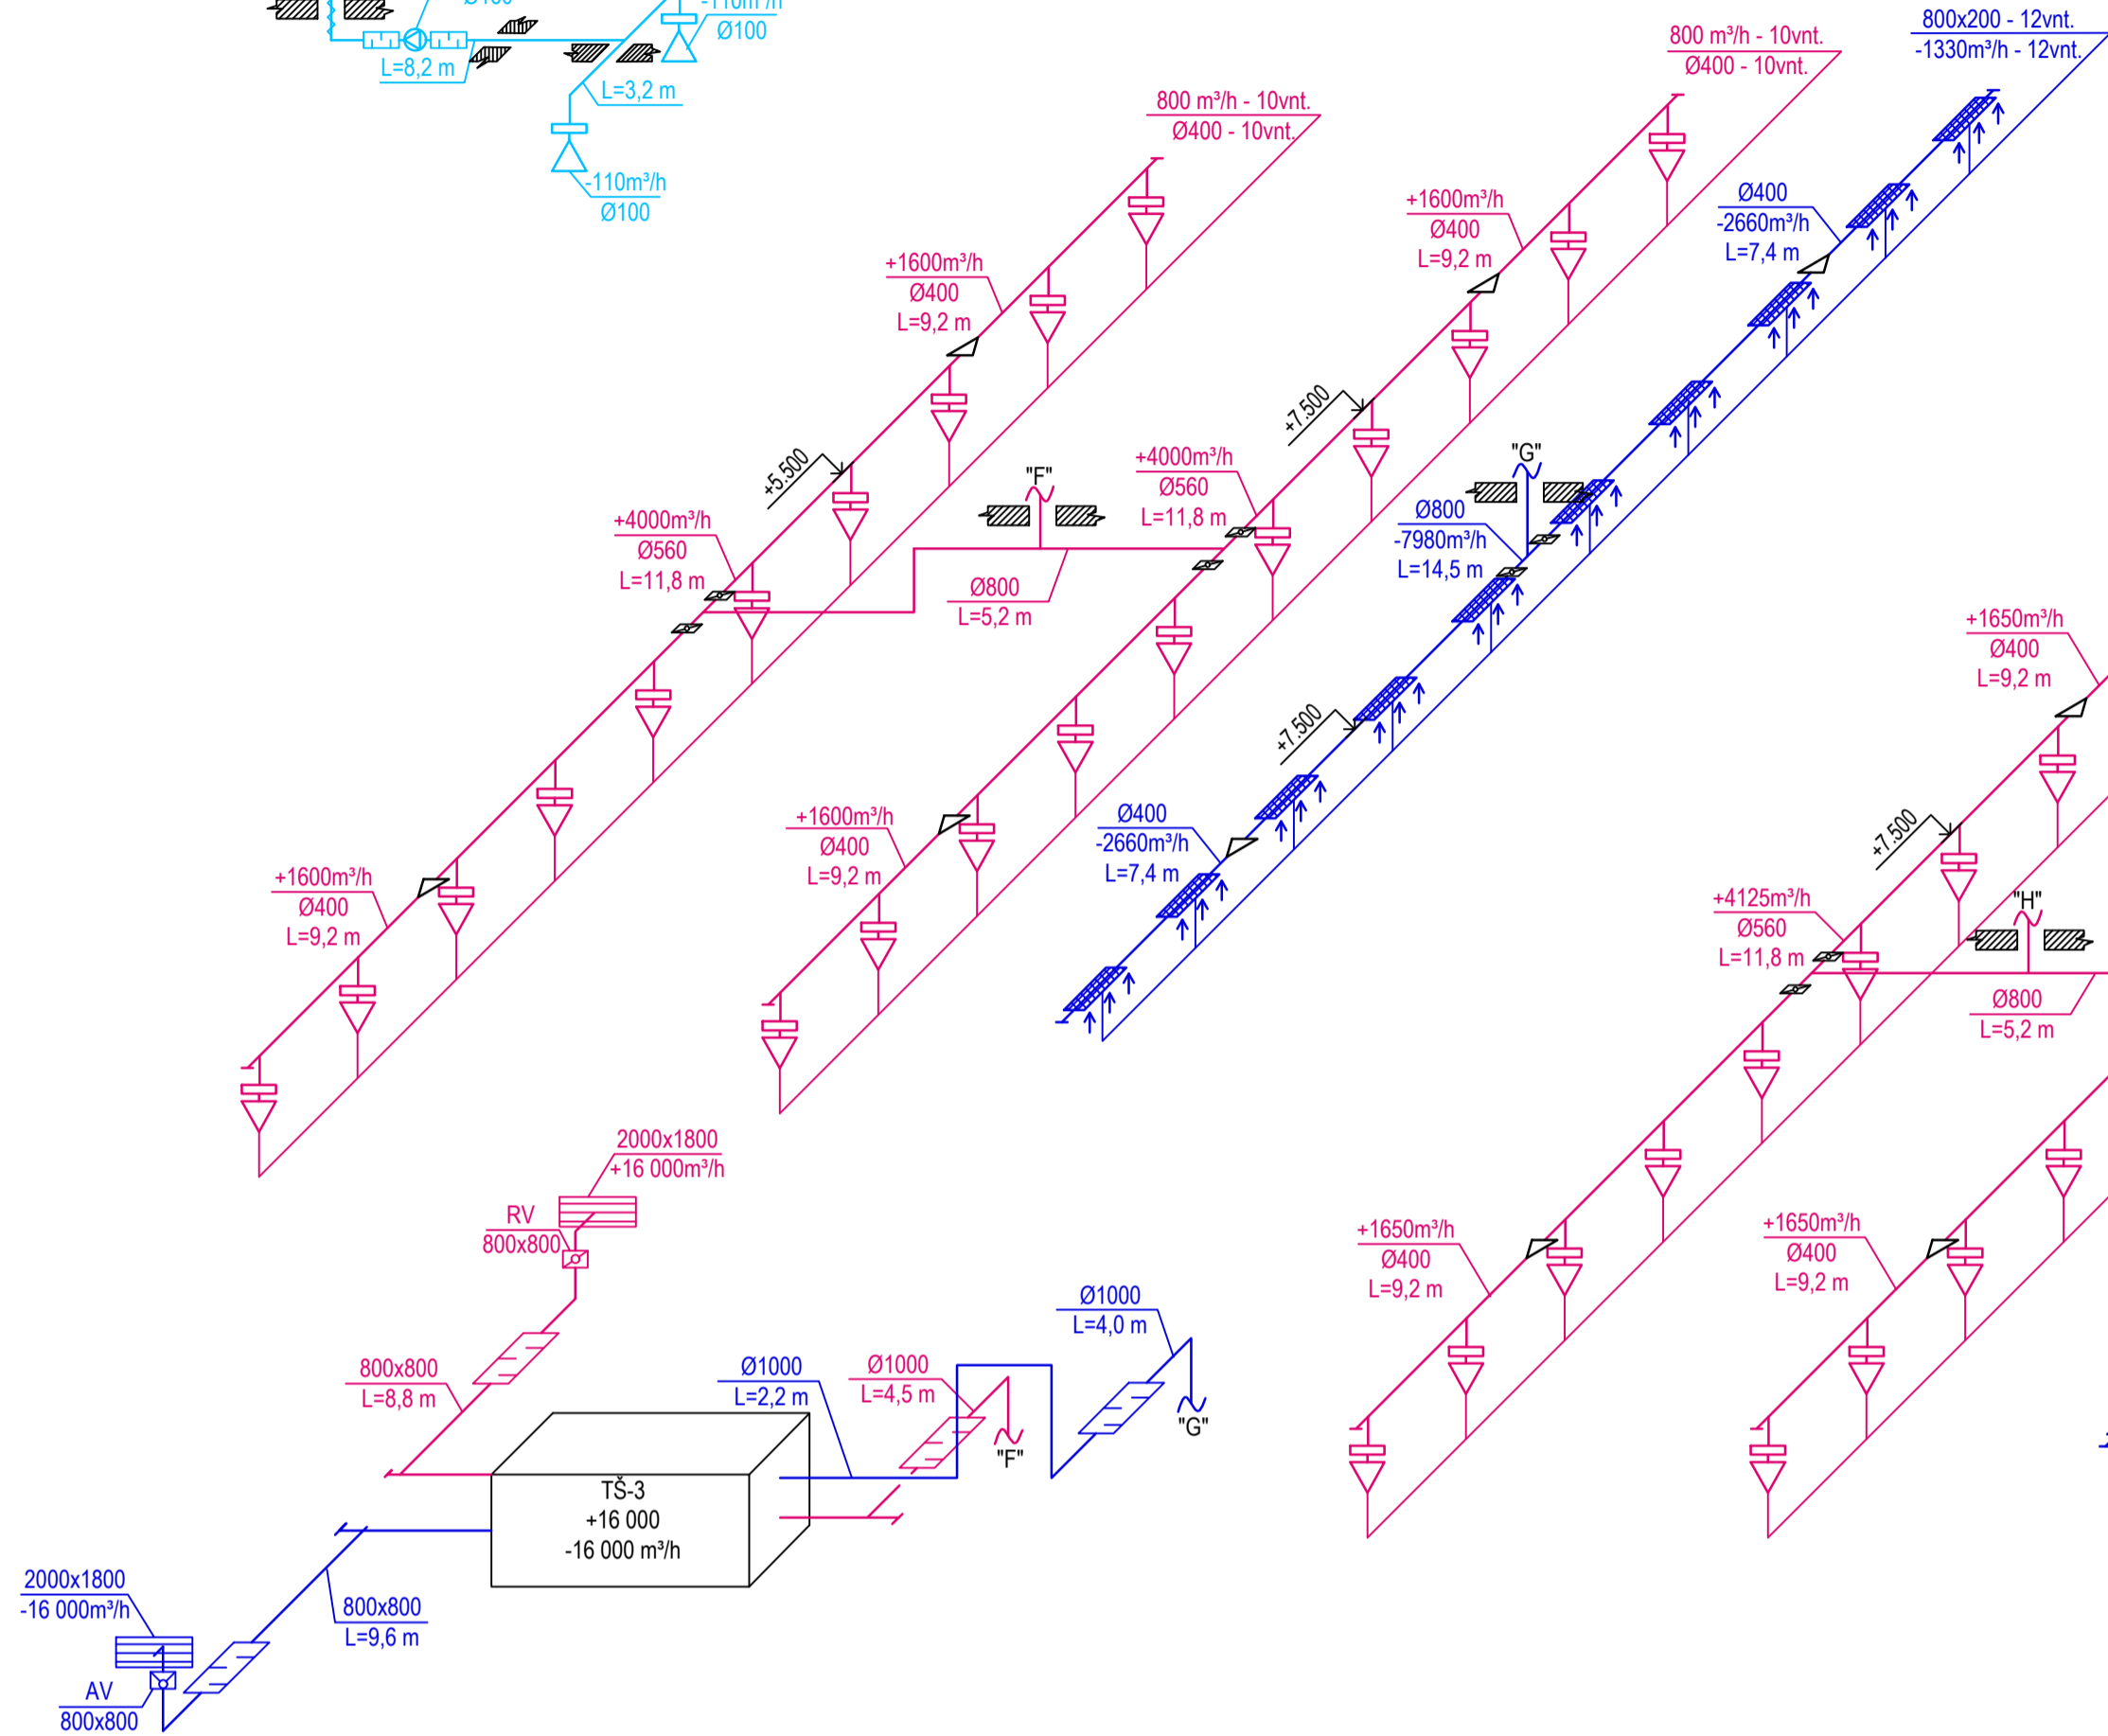 Ø100
-110m³/h
L=8,2 m
L=3,2 m
-110m³/h
Ø100
800 m³/h - 10vnt.
Ø400 - 10vnt.
800 m³/h - 10vnt.
Ø400 - 10vnt.
800x200 - 12vnt.
-1330m³/h - 12vnt.
+1600m³/h
Ø400
L=9,2 m
+1600m³/h
Ø400
L=9,2 m
Ø400
-2660m³/h
L=7,4 m
+5.500
+7.500
"F"
"G"
+4000m³/h
Ø560
L=11,8 m
+4000m³/h
Ø560
L=11,8 m
Ø800
-7980m³/h
L=14,5 m
Ø800
L=5,2 m
+1650m³/h
Ø400
L=9,2 m
+7.500
+1600m³/h
Ø400
L=9,2 m
+1600m³/h
Ø400
L=9,2 m
Ø400
-2660m³/h
L=7,4 m
+7.500
+4125m³/h
Ø560
L=11,8 m
"H"
Ø800
L=5,2 m
2000x1800
+16 000m³/h
RV
800x800
+1650m³/h
Ø400
L=9,2 m
+1650m³/h
Ø400
L=9,2 m
800x800
L=8,8 m
Ø1000
L=2,2 m
Ø1000
L=4,5 m
Ø1000
L=4,0 m
"F"
"G"
TŠ-3
+16 000
-16 000 m³/h
2000x1800
-16 000m³/h
800x800
L=9,6 m
AV
800x800